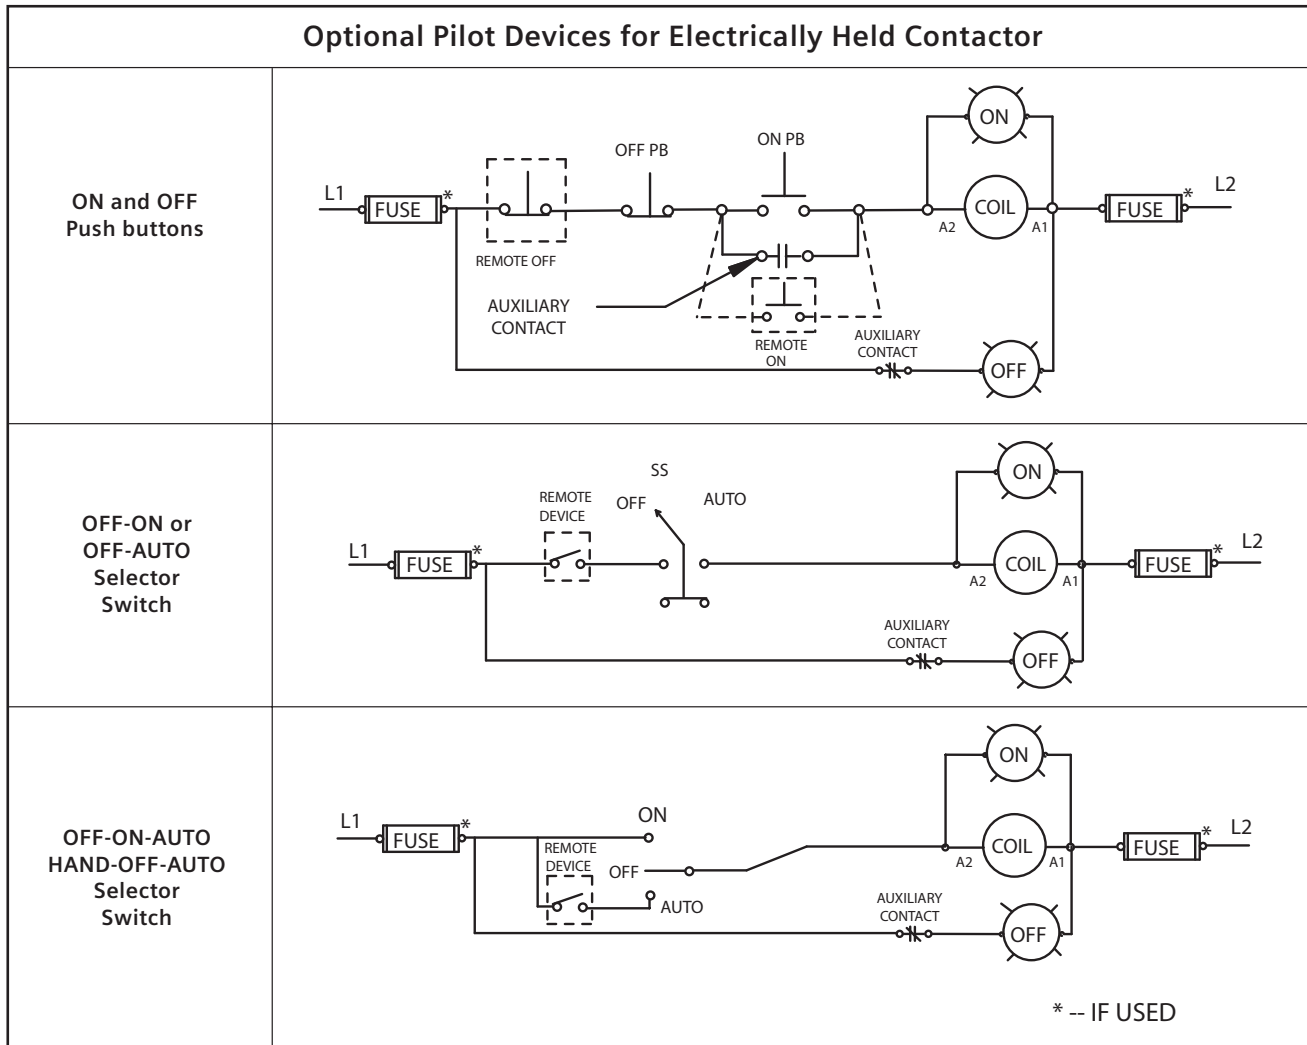 Optional Pilot Devices for Electrically Held Contactor
ON and OFF
Push buttons
ON
ON PB
OFF PB
L1
FUSE
*
COIL
A2
A1
FUSE
*
L2
REMOTE OFF
AUXILIARY
CONTACT
REMOTE
ON
AUXILIARY
CONTACT
OFF
OFF-ON or
OFF-AUTO
Selector
Switch
ON
SS
OFF
AUTO
REMOTE
DEVICE
L1
FUSE
*
COIL
A2
A1
FUSE
*
L2
AUXILIARY
CONTACT
OFF
OFF-ON-AUTO
HAND-OFF-AUTO
Selector
Switch
ON
L1
FUSE
*
ON
REMOTE
DEVICE
OFF
AUTO
COIL
A2
A1
FUSE
*
L2
AUXILIARY
CONTACT
OFF
* -- IF USED